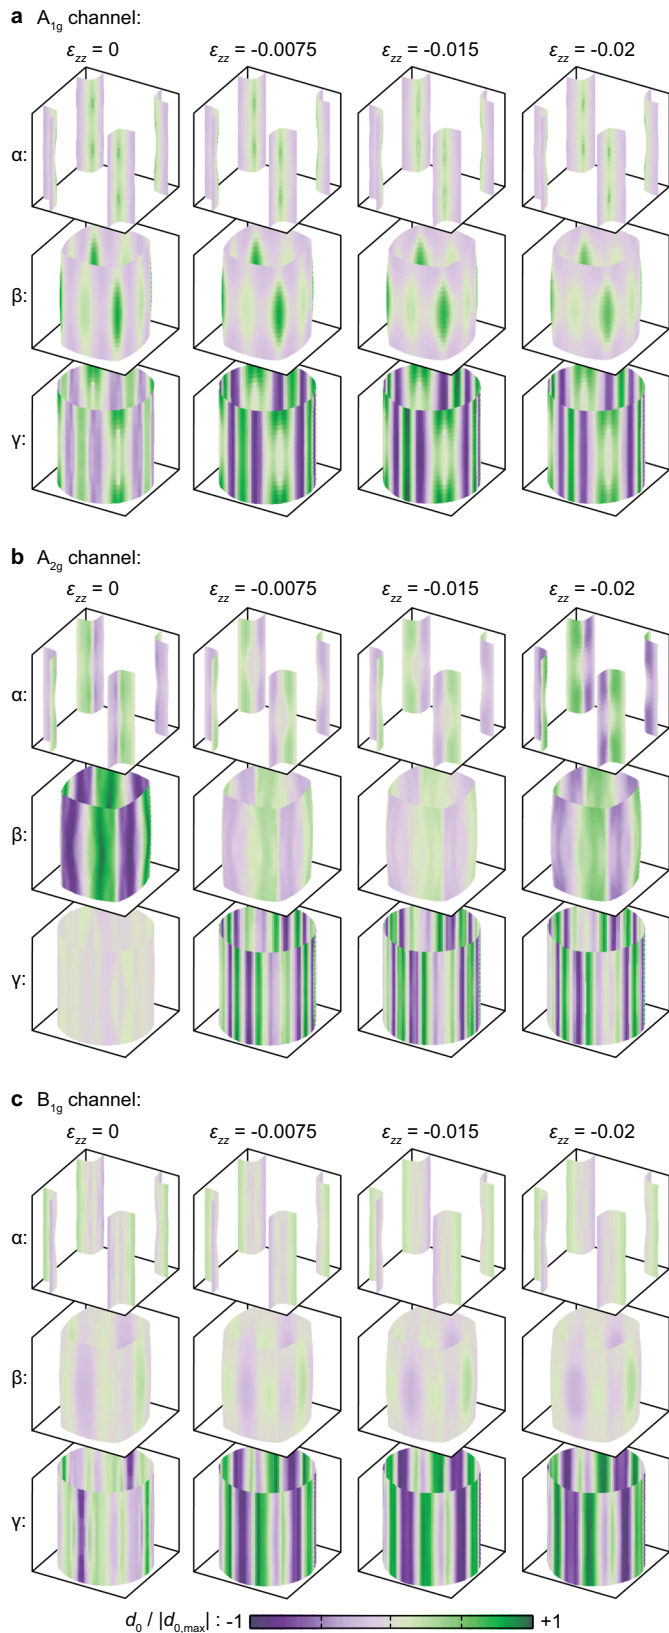 a A1g channel:
εzz = 0 εzz = -0.0075 εzz = -0.015 εzz = -0.02
α:
β:
γ:
b A2g channel:
εzz = 0 εzz = -0.0075 εzz = -0.015 εzz = -0.02
α:
β:
γ:
c B1g channel:
εzz = 0 εzz = -0.0075 εzz = -0.015 εzz = -0.02
α:
β:
γ:
d0 / |d0,max| : -1 +1